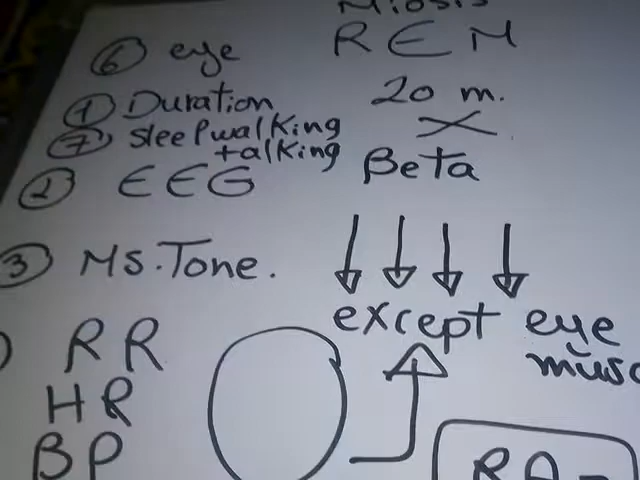 Miosis
⑥ eye REM
① Duration 20 m.
⑦ sleepwalking
+talking
② EEG Beta
③ Ms. Tone. ↓↓↓↓
except eye
RR
HR
BP